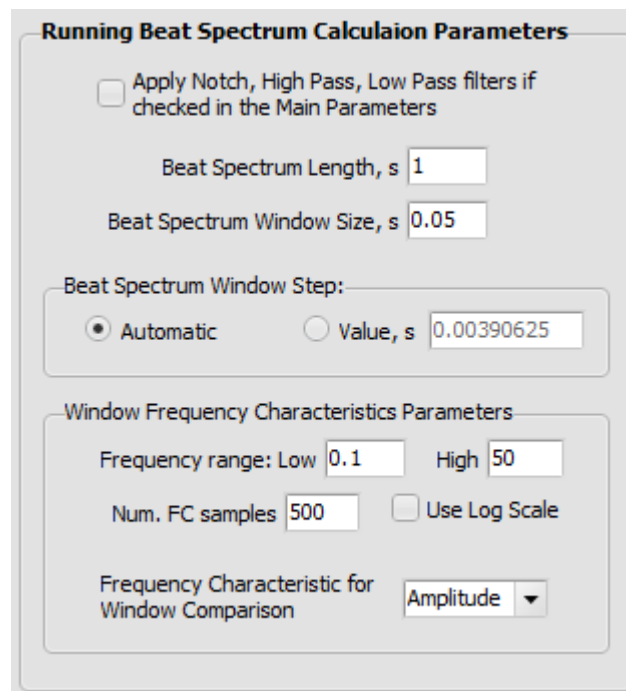 Running Beat Spectrum Calculaion Parameters
Apply Notch, High Pass, Low Pass filters if
checked in the Main Parameters
Beat Spectrum Length, s 1
Beat Spectrum Window Size, s 0.05
Beat Spectrum Window Step:
Automatic Value, s 0.00390625
Window Frequency Characteristics Parameters
Frequency range: Low 0.1 High 50
Num. FC samples 500 Use Log Scale
Frequency Characteristic for
Window Comparison Amplitude